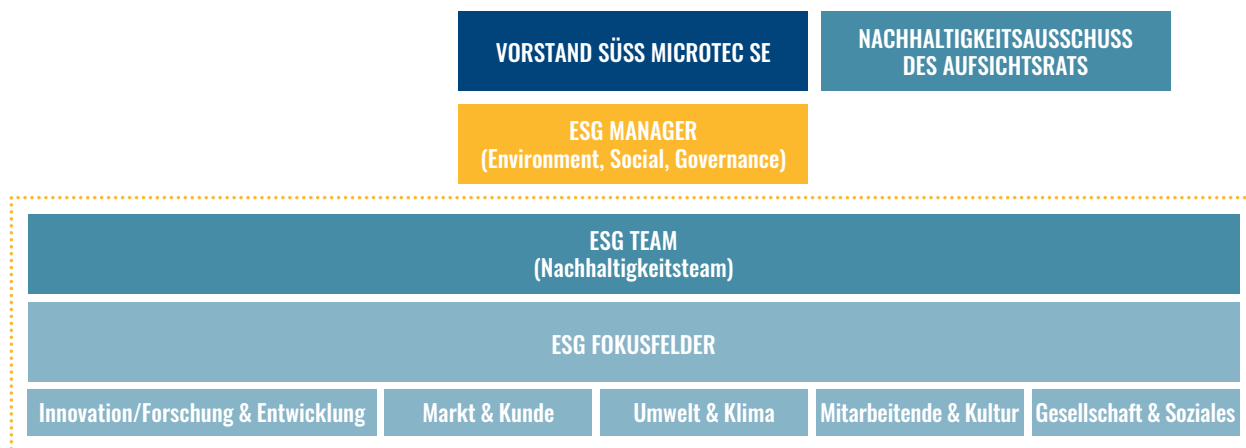 VORSTAND SÜSS MICROTEC SE
NACHHALTIGKEITSAUSSCHUSS
DES AUFSICHTSRATS
ESG MANAGER
(Environment, Social, Governance)
ESG TEAM
(Nachhaltigkeitsteam)
ESG FOKUSFELDER
Innovation/Forschung & Entwicklung
Markt & Kunde
Umwelt & Klima
Mitarbeitende & Kultur
Gesellschaft & Soziales